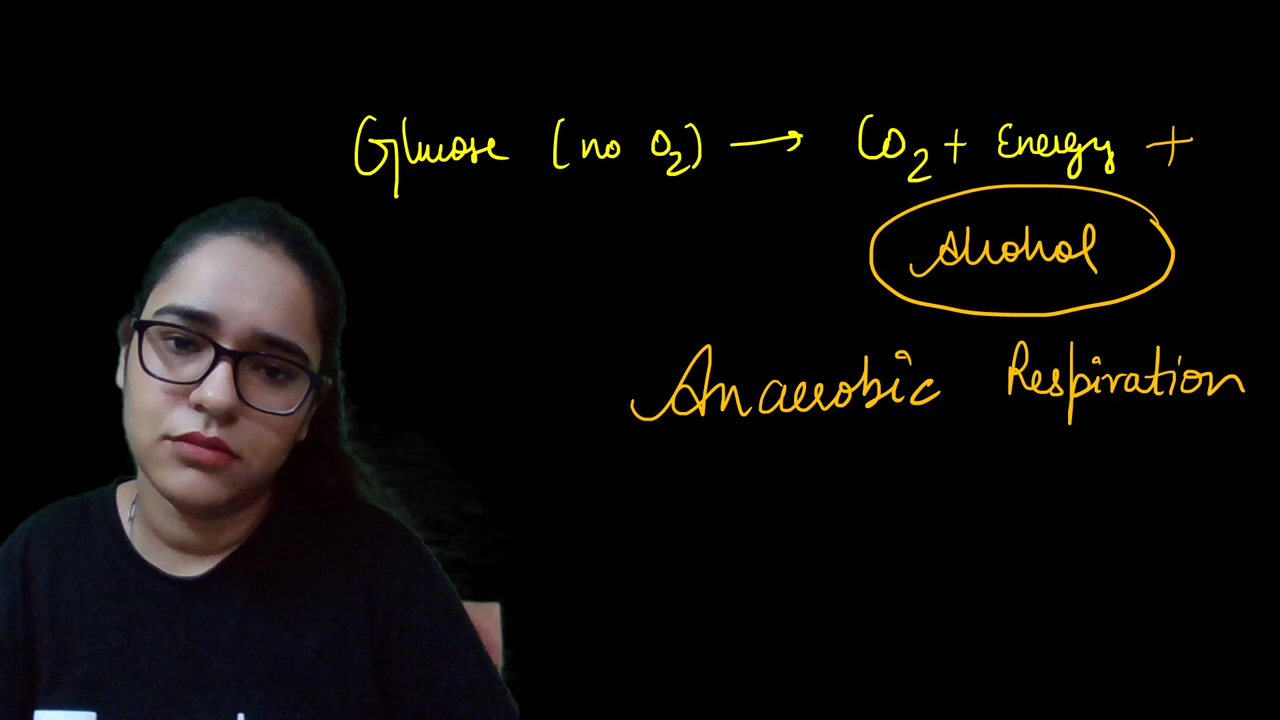 Glucose (no O₂) → CO₂ + Energy +
Alcohol
Anaerobic Respiration